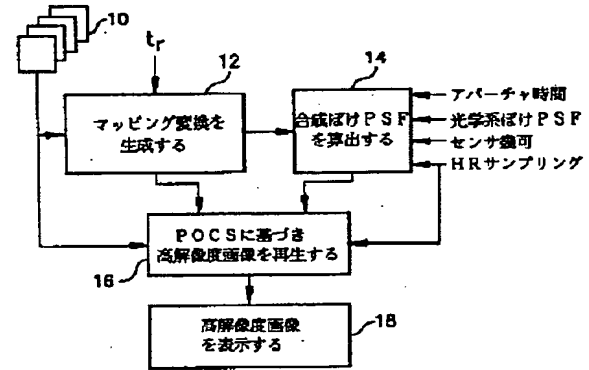 10
tr
12
14
マッピング変換を
生成する
合成ぼけPSF
を算出する
アパーチャ時間
光学系ぼけPSF
センサ幾可
HRサンプリング
POCSに基づき
高解像度画像を再生する
16
高解像度画像
を表示する
18